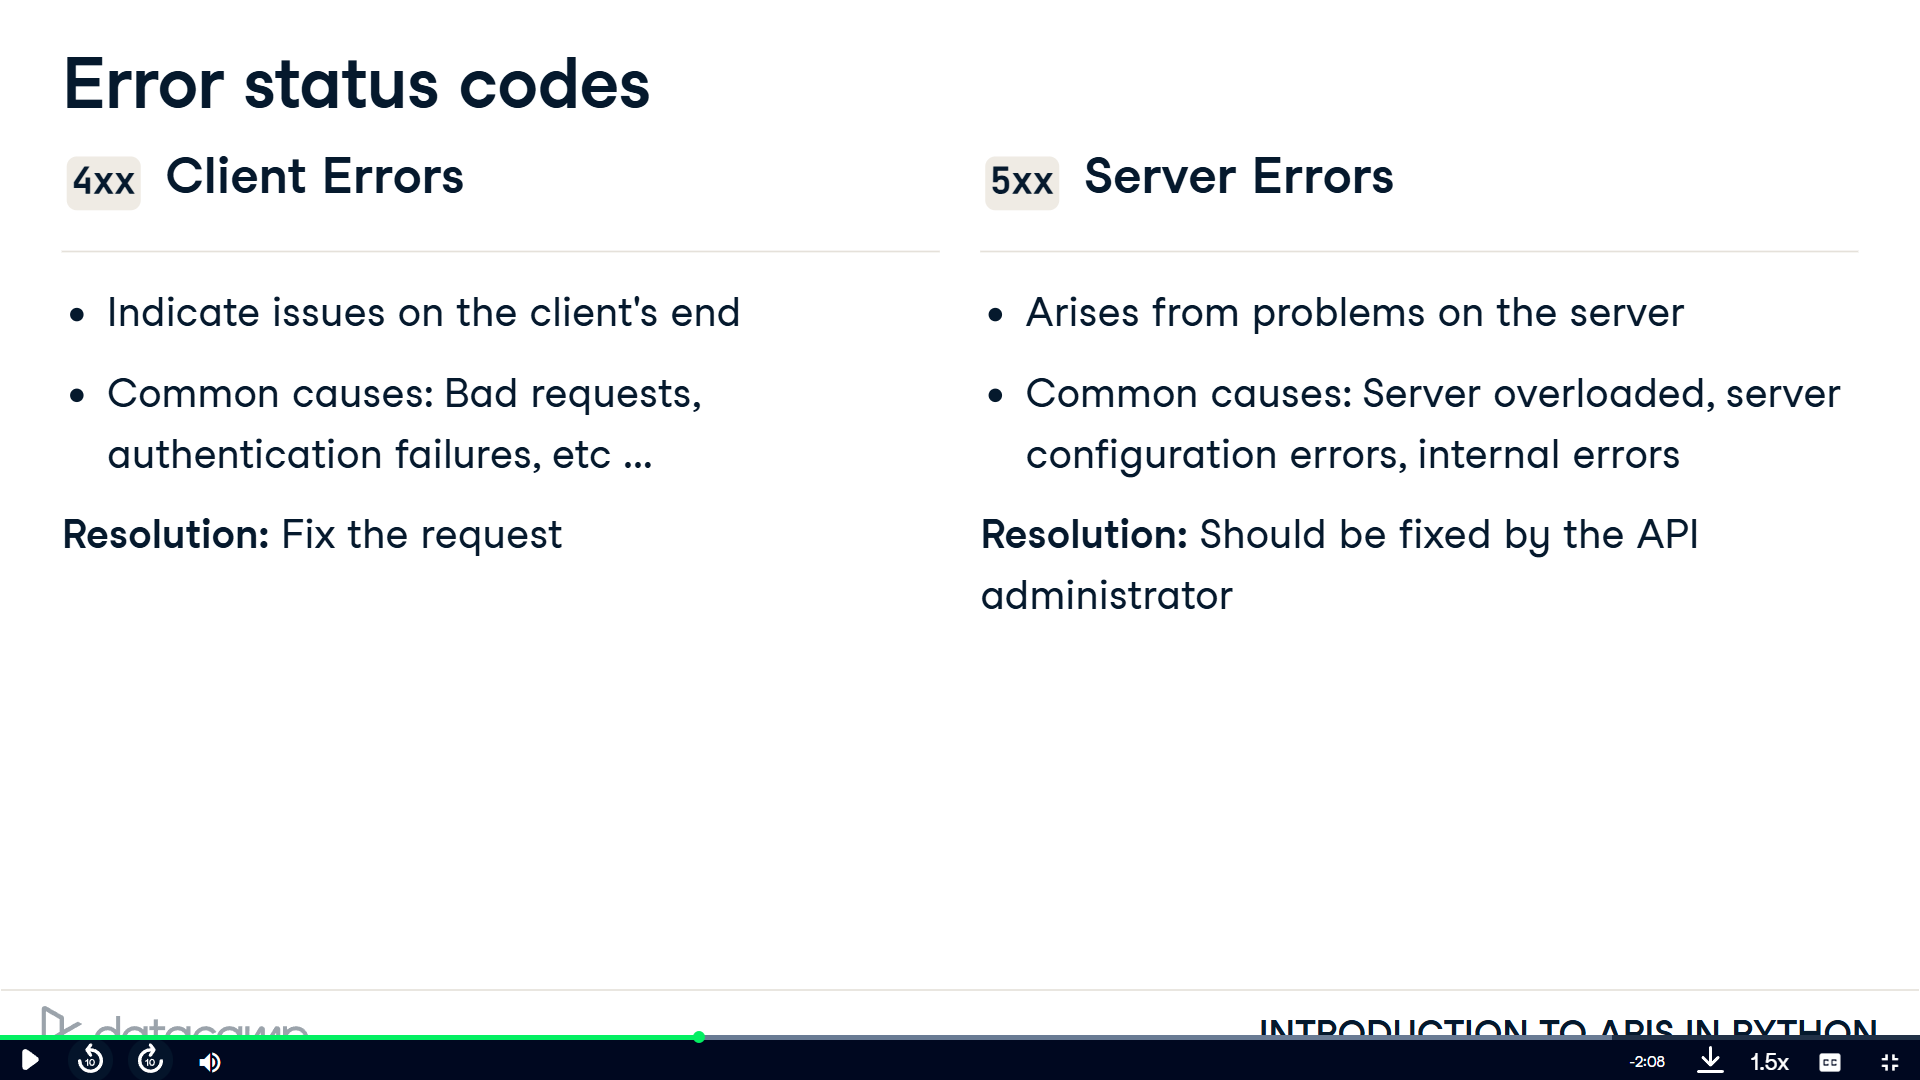 Error status codes
4xx Client Errors
Indicate issues on the client's end
Common causes: Bad requests,
authentication failures, etc ...
Resolution: Fix the request
5xx Server Errors
Arises from problems on the server
Common causes: Server overloaded, server
configuration errors, internal errors
Resolution: Should be fixed by the API
administrator
datacamp
INTRODUCTION TO APIS IN PYTHON
10
10
-2:08
1.5x
CC